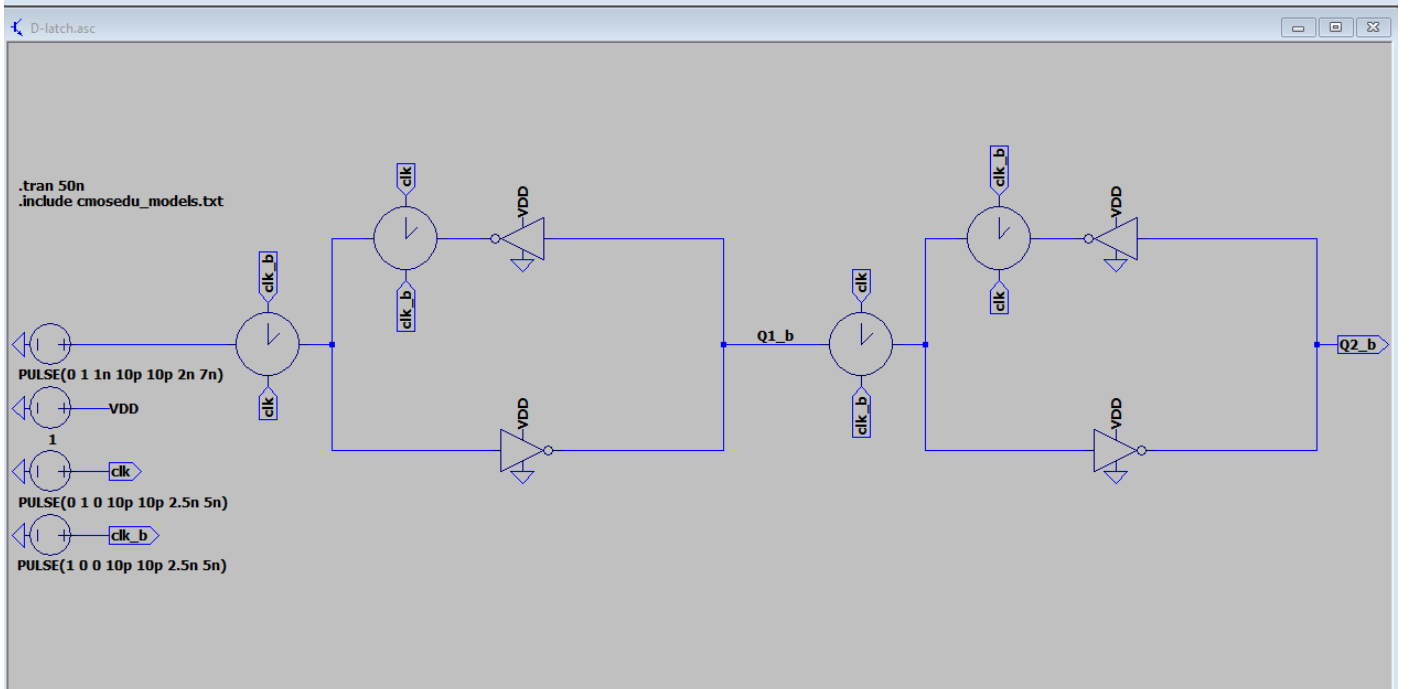 D-latch.asc
.tran 50n
.include cmosedu_models.txt
clk
VDD
clk_b
VDD
clk_b
clk_b
clk
clk
clk
Q1_b
Q2_b
PULSE(0 1 1n 10p 10p 2n 7n)
clk
clk_b
VDD
VDD
VDD
1
clk
PULSE(0 1 0 10p 10p 2.5n 5n)
clk_b
PULSE(1 0 0 10p 10p 2.5n 5n)